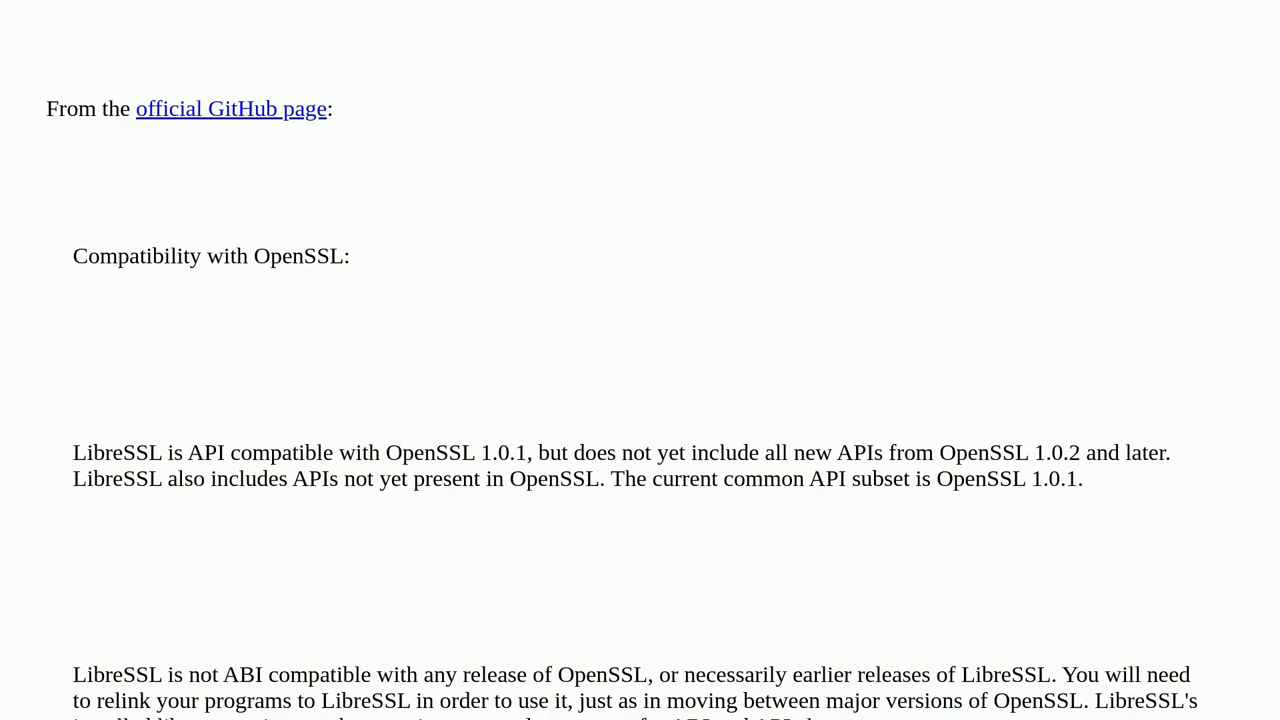 From the official GitHub page:
Compatibility with OpenSSL:
LibreSSL is API compatible with OpenSSL 1.0.1, but does not yet include all new APIs from OpenSSL 1.0.2 and later.
LibreSSL also includes APIs not yet present in OpenSSL. The current common API subset is OpenSSL 1.0.1.
LibreSSL is not ABI compatible with any release of OpenSSL, or necessarily earlier releases of LibreSSL. You will need
to relink your programs to LibreSSL in order to use it, just as in moving between major versions of OpenSSL. LibreSSL's